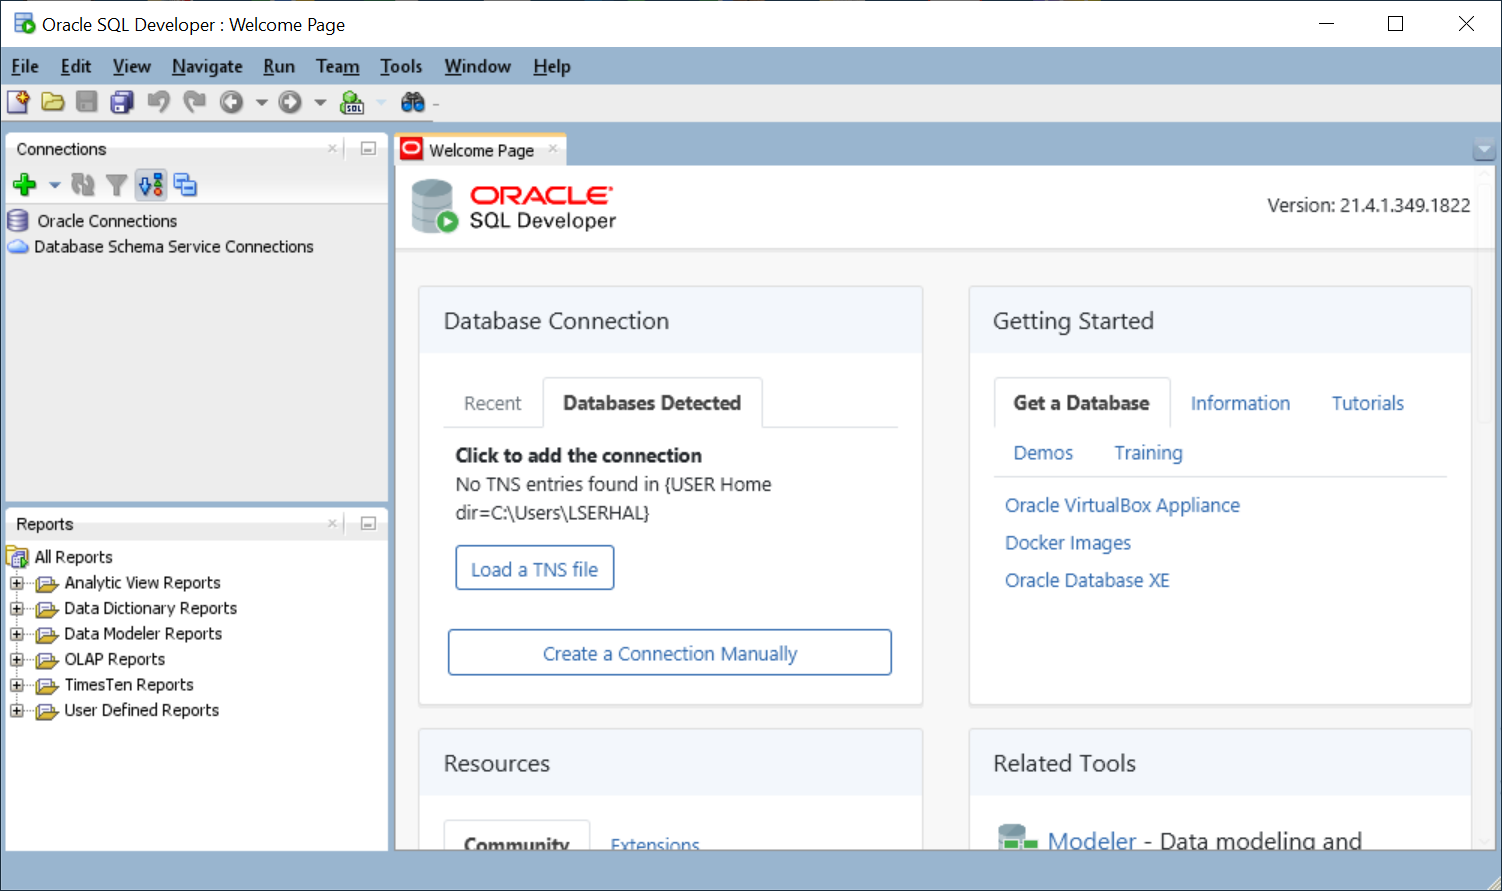 Oracle SQL Developer : Welcome Page
File Edit View Navigate Run Team Tools Window Help
SQL
Connections
Oracle Connections
Database Schema Service Connections
Reports
All Reports
Analytic View Reports
Data Dictionary Reports
Data Modeler Reports
OLAP Reports
TimesTen Reports
User Defined Reports
Welcome Page
ORACLE
SQL Developer
Version: 21.4.1.349.1822
Database Connection
Recent Databases Detected
Click to add the connection
No TNS entries found in {USER Home
dir=C:\Users\LSERHAL}
Load a TNS file
Create a Connection Manually
Getting Started
Get a Database Information Tutorials
Demos Training
Oracle VirtualBox Appliance
Docker Images
Oracle Database XE
Resources
Community Extensions
Related Tools
Modeler - Data modeling and